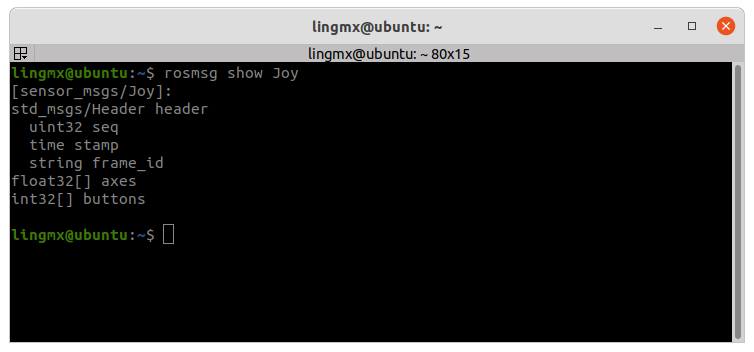 lingmx@ubuntu: ~
lingmx@ubuntu: ~ 80x15
lingmx@ubuntu:~$ rosmsg show Joy
[sensor_msgs/Joy]:
std_msgs/Header header
  uint32 seq
  time stamp
  string frame_id
float32[] axes
int32[] buttons
lingmx@ubuntu:~$